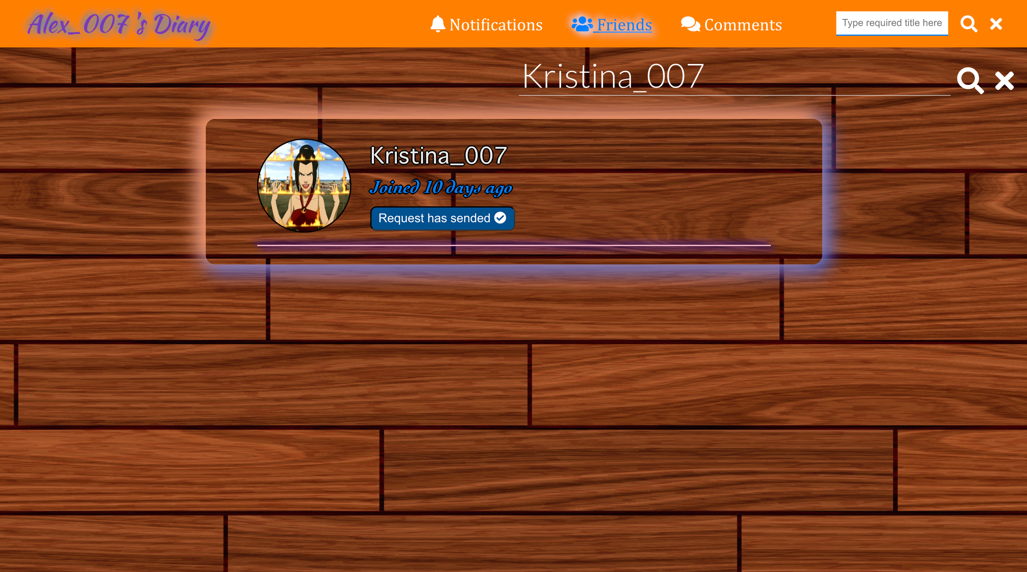 Alex_007 's Diary
Notifications
Friends
Comments
Type required title here
Kristina_007
Kristina_007
Joined 10 days ago
Request has sended